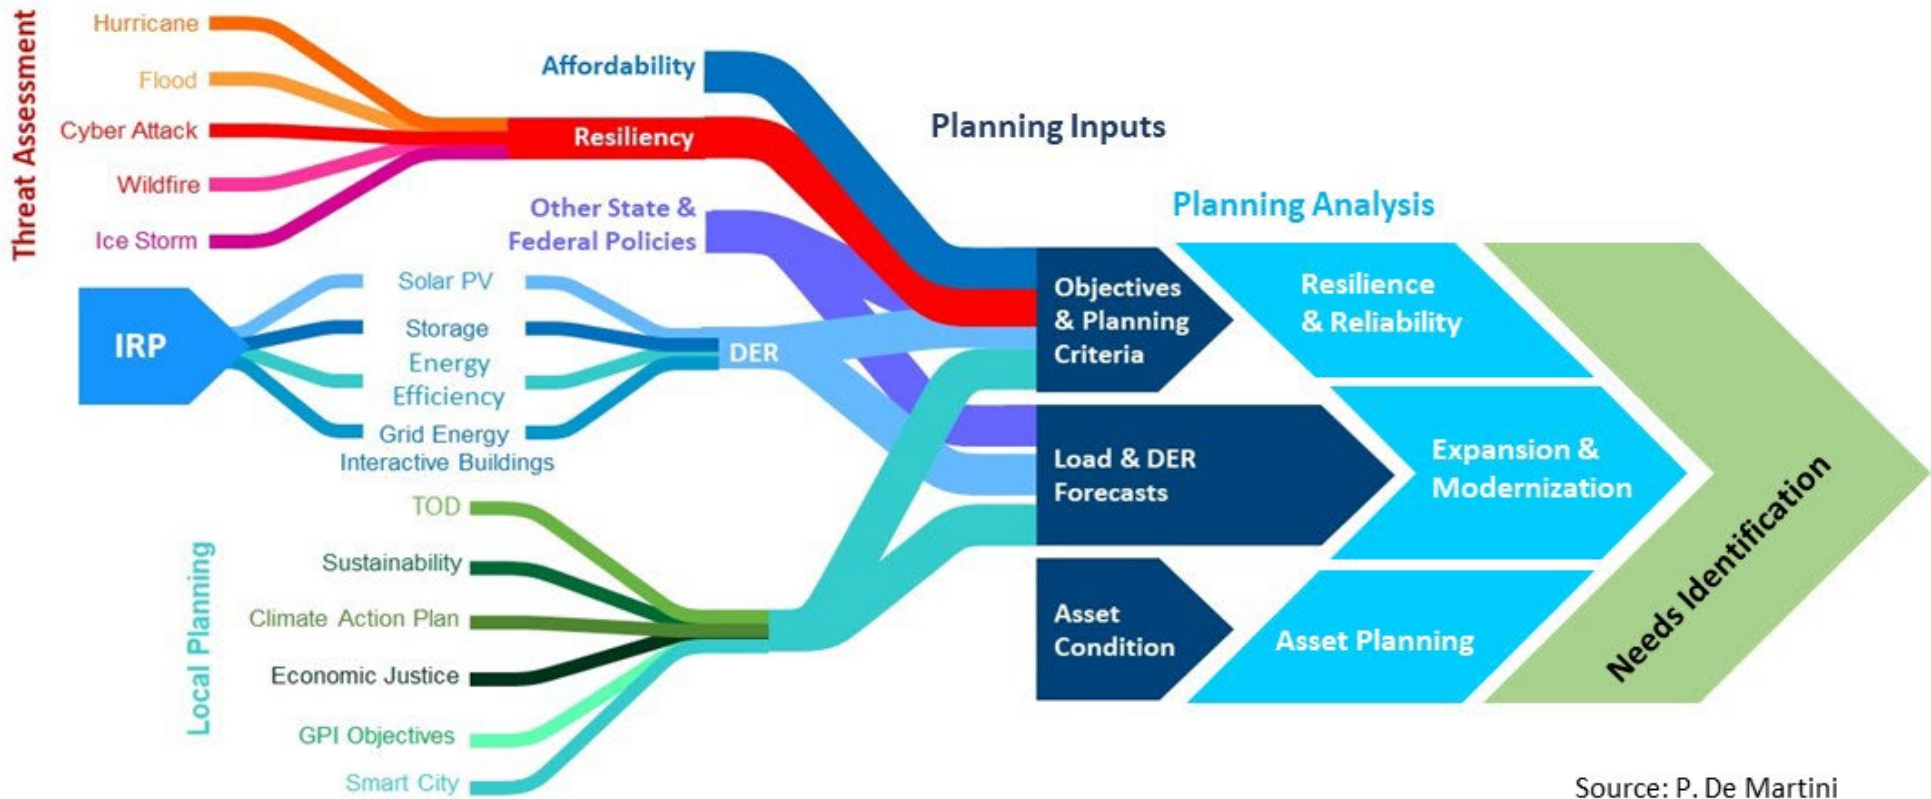 Threat Assessment
Hurricane
Flood
Cyber Attack
Wildfire
Ice Storm
Affordability
Resiliency
Other State &
Federal Policies
Planning Inputs
Planning Analysis
IRP
Solar PV
Storage
Energy
Efficiency
Grid Energy
Interactive Buildings
DER
Local Planning
TOD
Sustainability
Climate Action Plan
Economic Justice
GPI Objectives
Smart City
Objectives
& Planning
Criteria
Load & DER
Forecasts
Asset
Condition
Resilience
& Reliability
Expansion &
Modernization
Asset Planning
Needs Identification
Source: P. De Martini